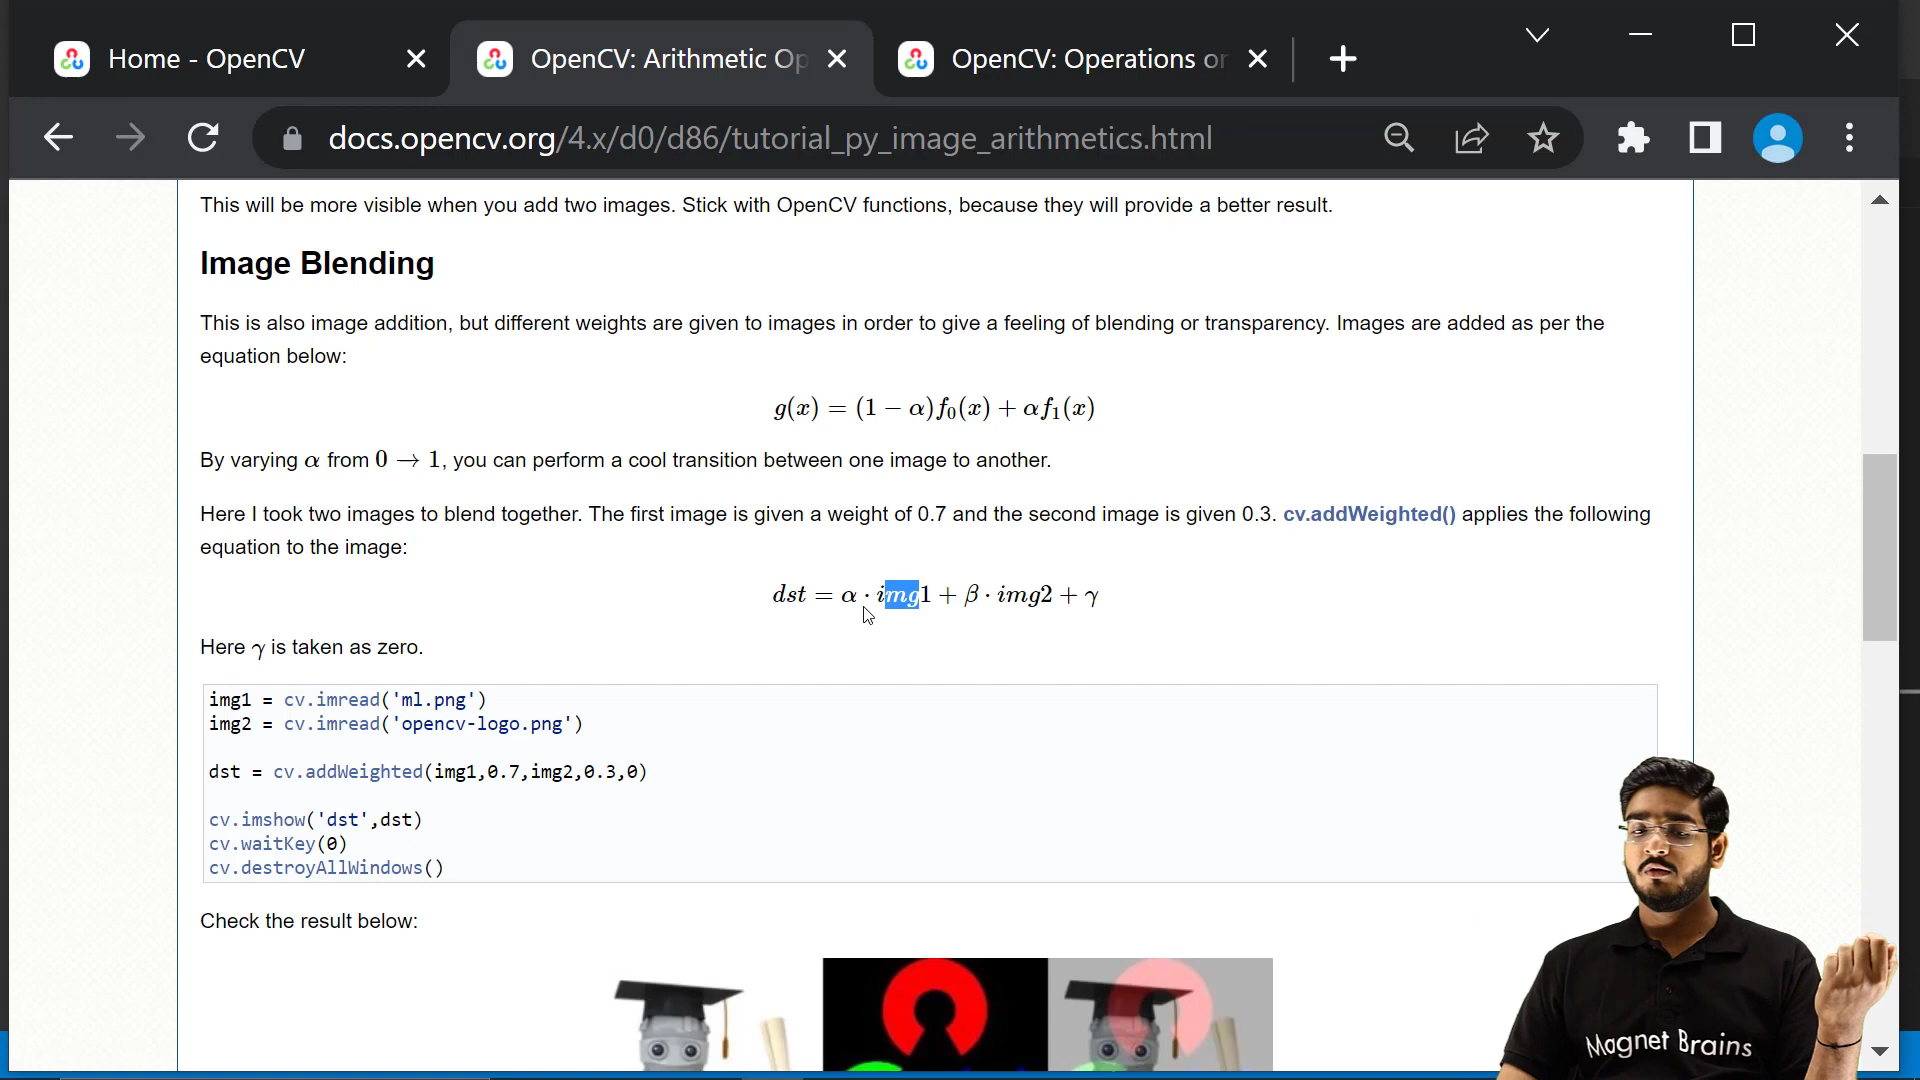 Home - OpenCV
OpenCV: Arithmetic Op
OpenCV: Operations or
docs.opencv.org/4.x/d0/d86/tutorial_py_image_arithmetics.html
This will be more visible when you add two images. Stick with OpenCV functions, because they will provide a better result.
Image Blending
This is also image addition, but different weights are given to images in order to give a feeling of blending or transparency. Images are added as per the
equation below:
g(x) = (1 − α)f₀(x) + αf₁(x)
By varying α from 0 → 1, you can perform a cool transition between one image to another.
Here I took two images to blend together. The first image is given a weight of 0.7 and the second image is given 0.3. cv.addWeighted() applies the following
equation to the image:
dst = α · img1 + β · img2 + γ
Here γ is taken as zero.
img1 = cv.imread('ml.png')
img2 = cv.imread('opencv-logo.png')
dst = cv.addWeighted(img1,0.7,img2,0.3,0)
cv.imshow('dst',dst)
cv.waitKey(0)
cv.destroyAllWindows()
Check the result below:
Magnet Brains